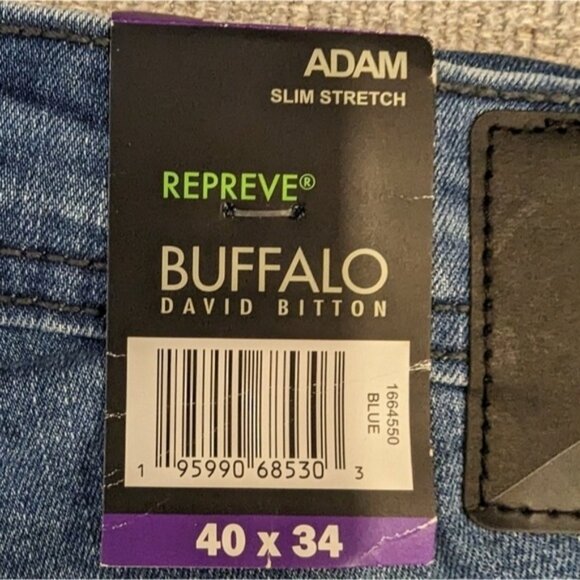 ADAM
SLIM STRETCH
REPREVE®
BUFFALO
DAVID BITTON
1664550
BLUE
1 95990 68530 3
40 x 34